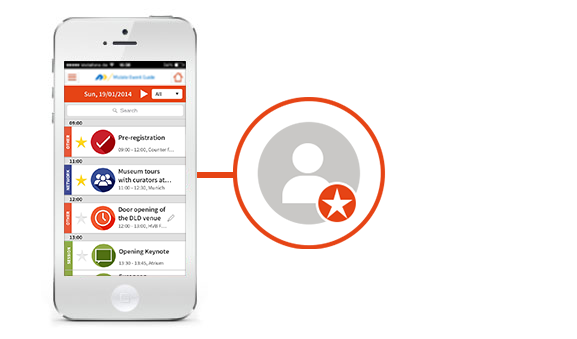 Mobile Event Guide
Sun, 19/01/2014
All
Search
09:00
OTHER
Pre-registration
09:00 - 12:00, Counter f...
11:00
NETWORK
Museum tours
with curators at...
11:00 - 12:30, Munich
12:00
OTHER
Door opening of
the DLD venue
12:00 - 13:00, HVB F...
13:00
Opening Keynote
13:30 - 13:45, Atrium